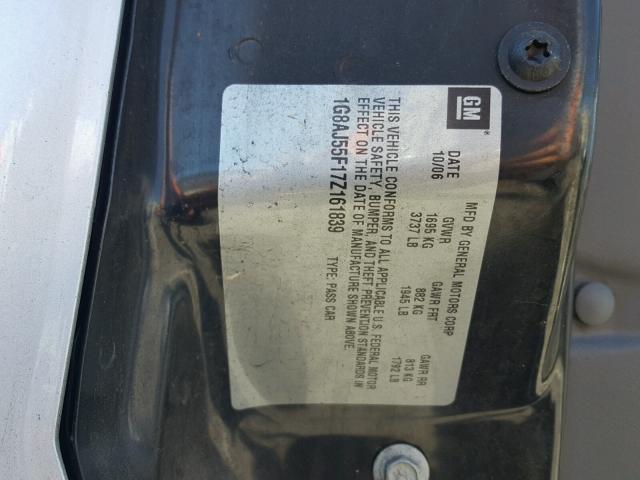 GM
MFD BY GENERAL MOTORS CORP
DATE GVWR GAWR FRT GAWR RR
10/06 1695 KG 882 KG 813 KG
3737 LB 1945 LB 1792 LB
THIS VEHICLE CONFORMS TO ALL APPLICABLE U.S. FEDERAL MOTOR
VEHICLE SAFETY, BUMPER, AND THEFT PREVENTION STANDARDS IN
EFFECT ON THE DATE OF MANUFACTURE SHOWN ABOVE.
1G8AJ55F17Z161839 TYPE: PASS CAR